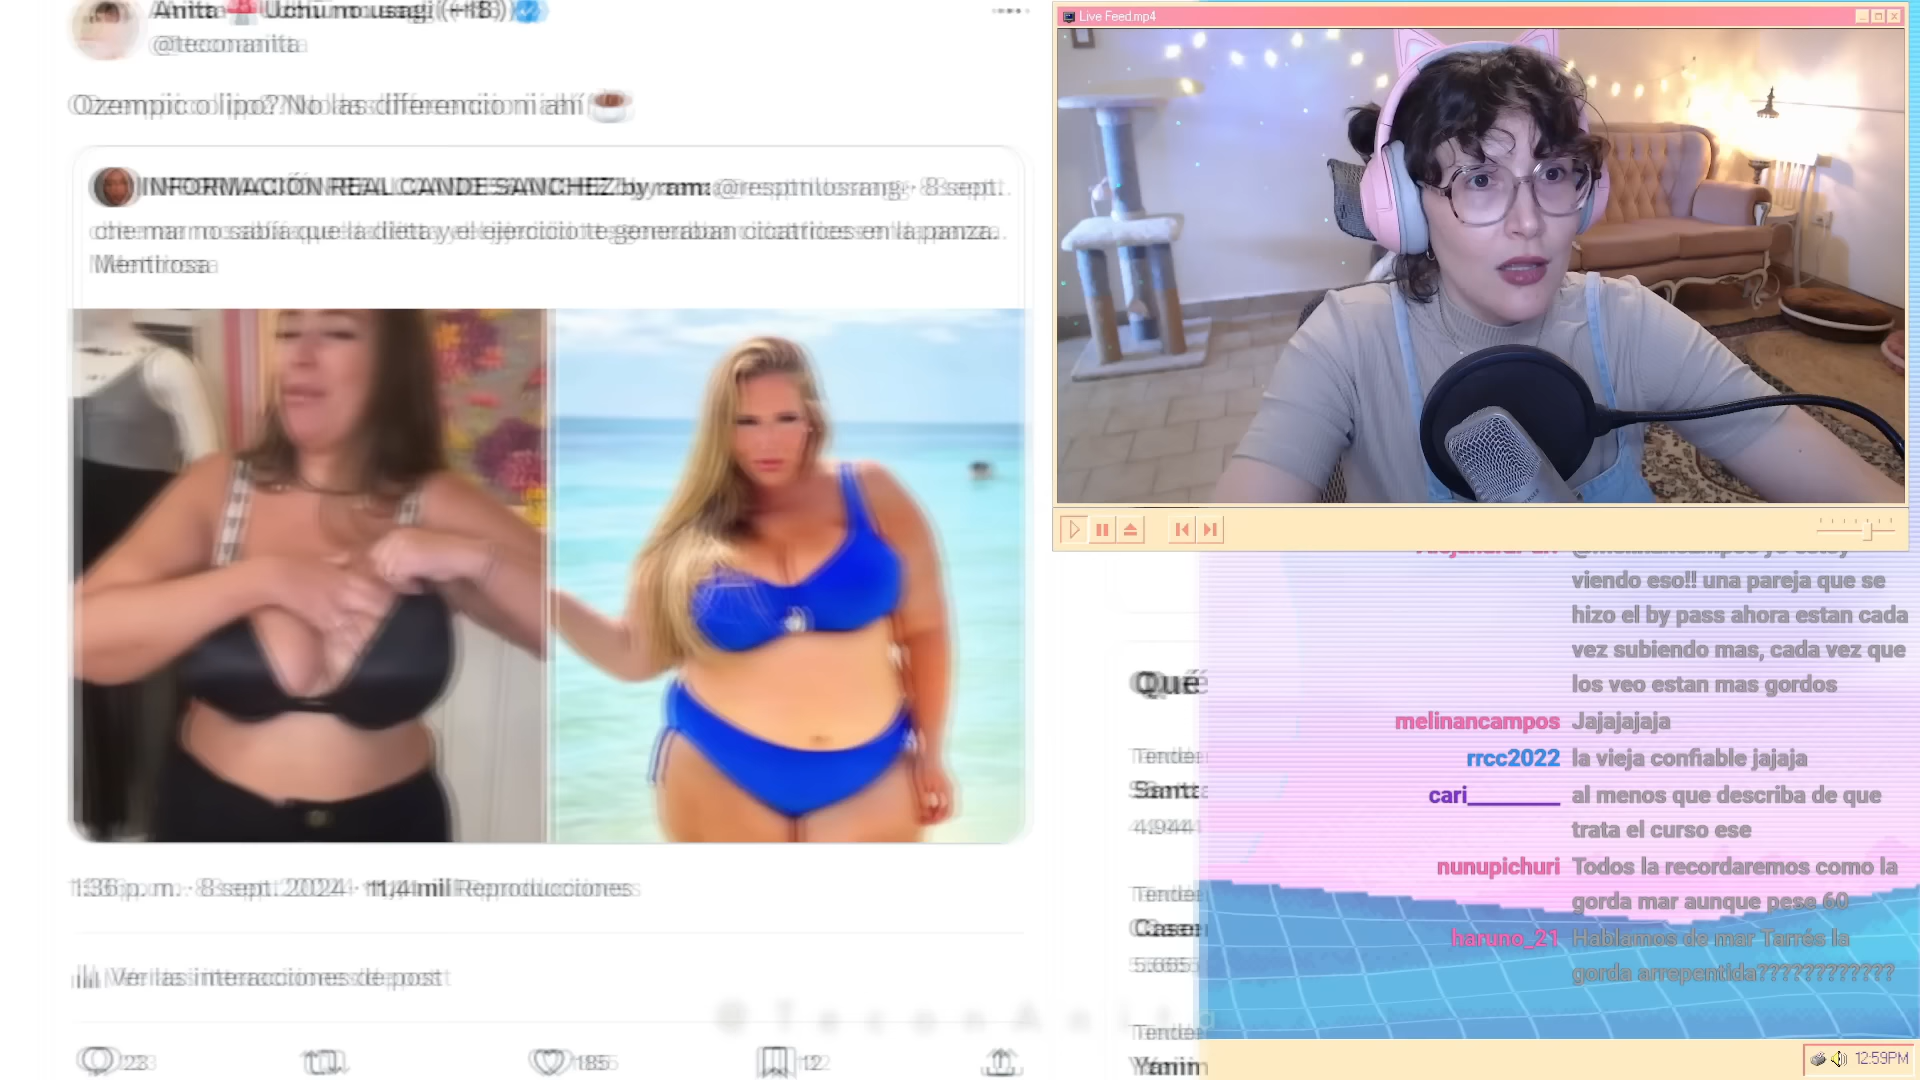 Anita Uchū no usagi (+18)
@teconanita
Ozempic o lipo? No las diferencio ni ahí
INFORMACIÓN REAL CANDE SANCHEZ by ram: 8 sept.
che mar no sabía que la dieta y el ejercicio te generaban cicatrices en la panza..
Mentirosa
1:36 p. m. · 8 sept. 2024 · 11,4 mil Reproducciones
Ver las interacciones de post
23 185 12
@TeconAnita
Qué
Live Feed.mp4
viendo eso!! una pareja que se
hizo el by pass ahora estan cada
vez subiendo mas, cada vez que
los veo estan mas gordos
melinancampos Jajajajaja
rrcc2022 la vieja confiable jajaja
cari_________ al menos que describa de que
trata el curso ese
nunupichuri Todos la recordaremos como la
gorda mar aunque pese 60
haruno_21 Hablamos de mar Tarrés la
gorda arrepentida????????????
12:59PM